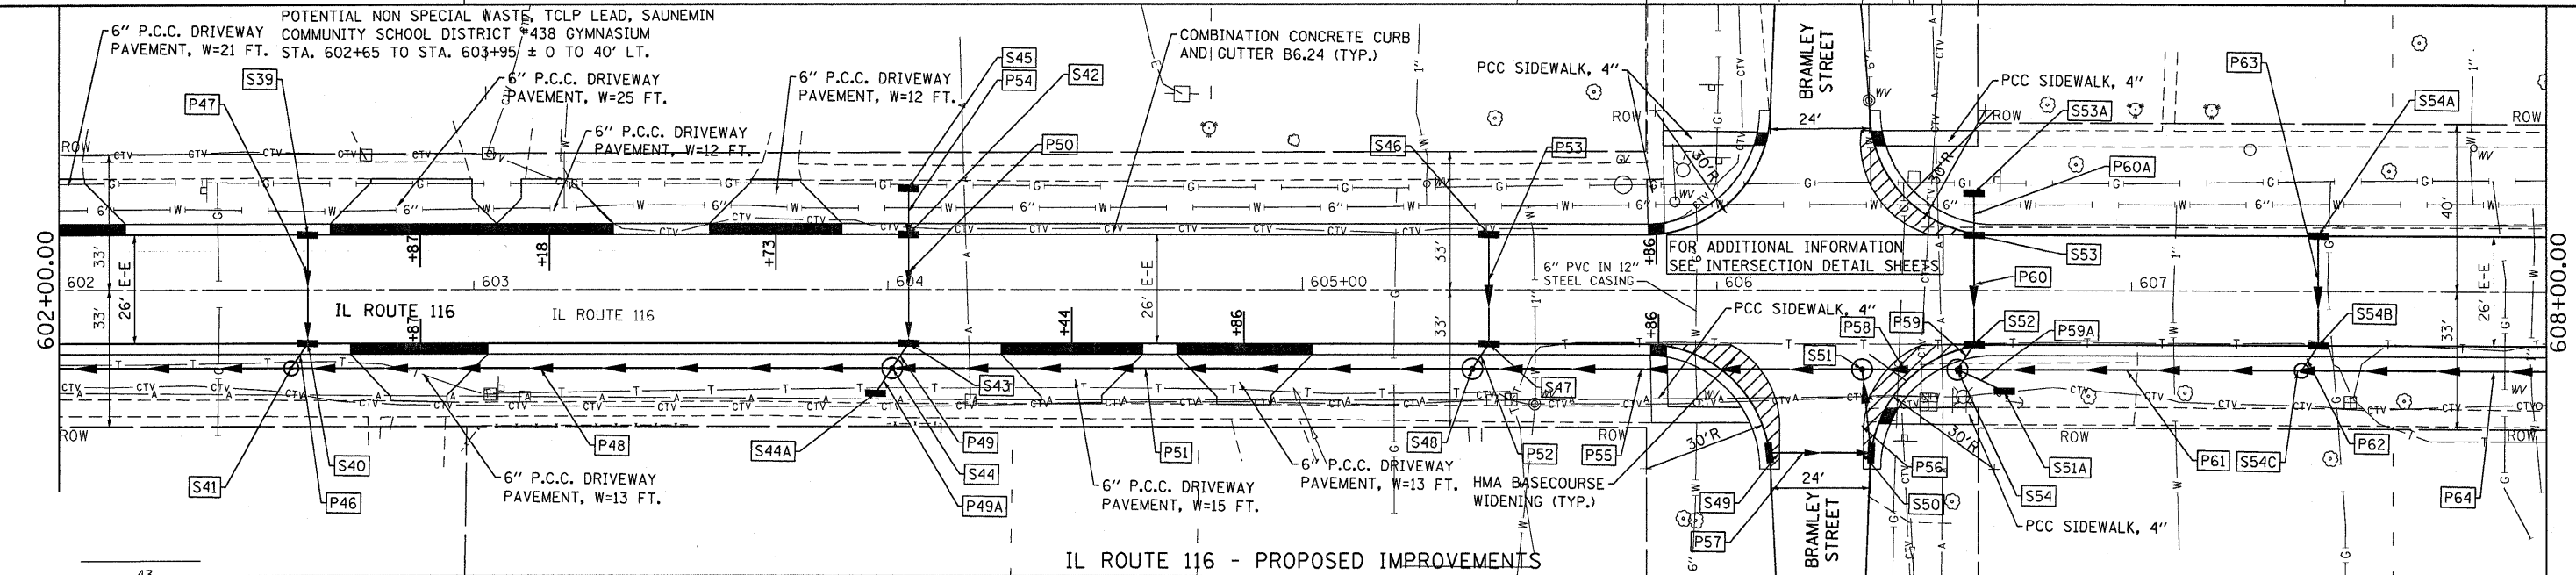 POTENTIAL NON SPECIAL WASTE, TCLP LEAD, SAUNEMIN
COMMUNITY SCHOOL DISTRICT #438 GYMNASIUM
STA. 602+65 TO STA. 603+95 ± 0 TO 40' LT.
6" P.C.C. DRIVEWAY
PAVEMENT, W=21 FT.
S39
P47
6" P.C.C. DRIVEWAY
PAVEMENT, W=25 FT.
6" P.C.C. DRIVEWAY
PAVEMENT, W=12 FT.
6" P.C.C. DRIVEWAY
PAVEMENT, W=12 FT.
S45
P54
S42
P50
COMBINATION CONCRETE CURB
AND GUTTER B6.24 (TYP.)
S46
P53
PCC SIDEWALK, 4"
BRAMLEY
STREET
24'
PCC SIDEWALK, 4"
S53A
P60A
P63
S54A
ROW
ROW
ROW
ROW
30'R
30'R
40'
602+00.00
33'
33'
26' E-E
602
+87
+18
603
+73
604
26' E-E
605+00
33'
33'
+86
FOR ADDITIONAL INFORMATION
SEE INTERSECTION DETAIL SHEETS
6" PVC IN 12"
STEEL CASING
606
S53
P60
607
26' E-E
33'
608+00.00
IL ROUTE 116
IL ROUTE 116
+87
+44
+86
+86
PCC SIDEWALK, 4"
P58
P59
S52
P59A
S54B
S51
S43
S47
ROW
P48
S44A
P49
P51
S48
P52
P55
ROW
30'R
30'R
ROW
ROW
S41
S40
P46
6" P.C.C. DRIVEWAY
PAVEMENT, W=13 FT.
S44
P49A
6" P.C.C. DRIVEWAY
PAVEMENT, W=15 FT.
6" P.C.C. DRIVEWAY
PAVEMENT, W=13 FT.
HMA BASECOURSE
WIDENING (TYP.)
S49
P57
24'
BRAMLEY
STREET
P56
S50
S51A
S54
PCC SIDEWALK, 4"
P61
S54C
P62
P64
IL ROUTE 116 - PROPOSED IMPROVEMENTS